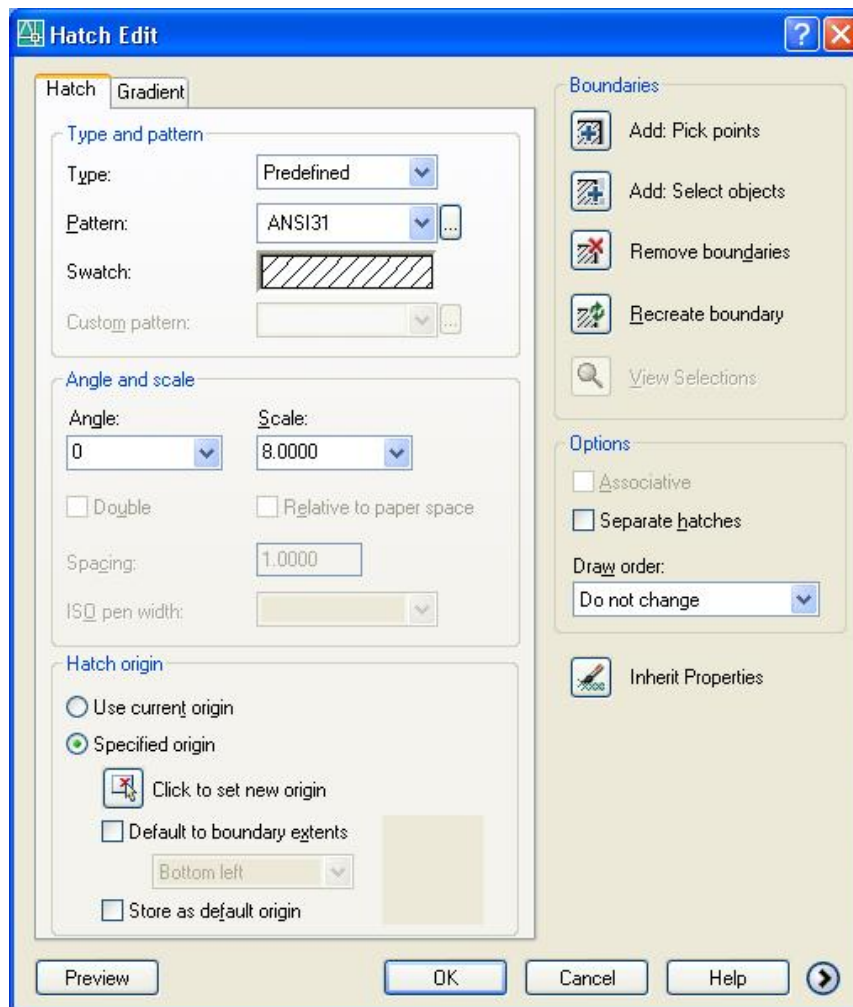 Hatch Edit
Hatch Gradient
Type and pattern
Type: Predefined
Pattern: ANSI31 ...
Swatch:
Custom pattern: ...
Angle and scale
Angle: Scale:
0 8.0000
Double Relative to paper space
Spacing: 1.0000
ISO pen width:
Hatch origin
Use current origin
Specified origin
Click to set new origin
Default to boundary extents
Bottom left
Store as default origin
Boundaries
Add: Pick points
Add: Select objects
Remove boundaries
Recreate boundary
View Selections
Options
Associative
Separate hatches
Draw order:
Do not change
Inherit Properties
Preview OK Cancel Help